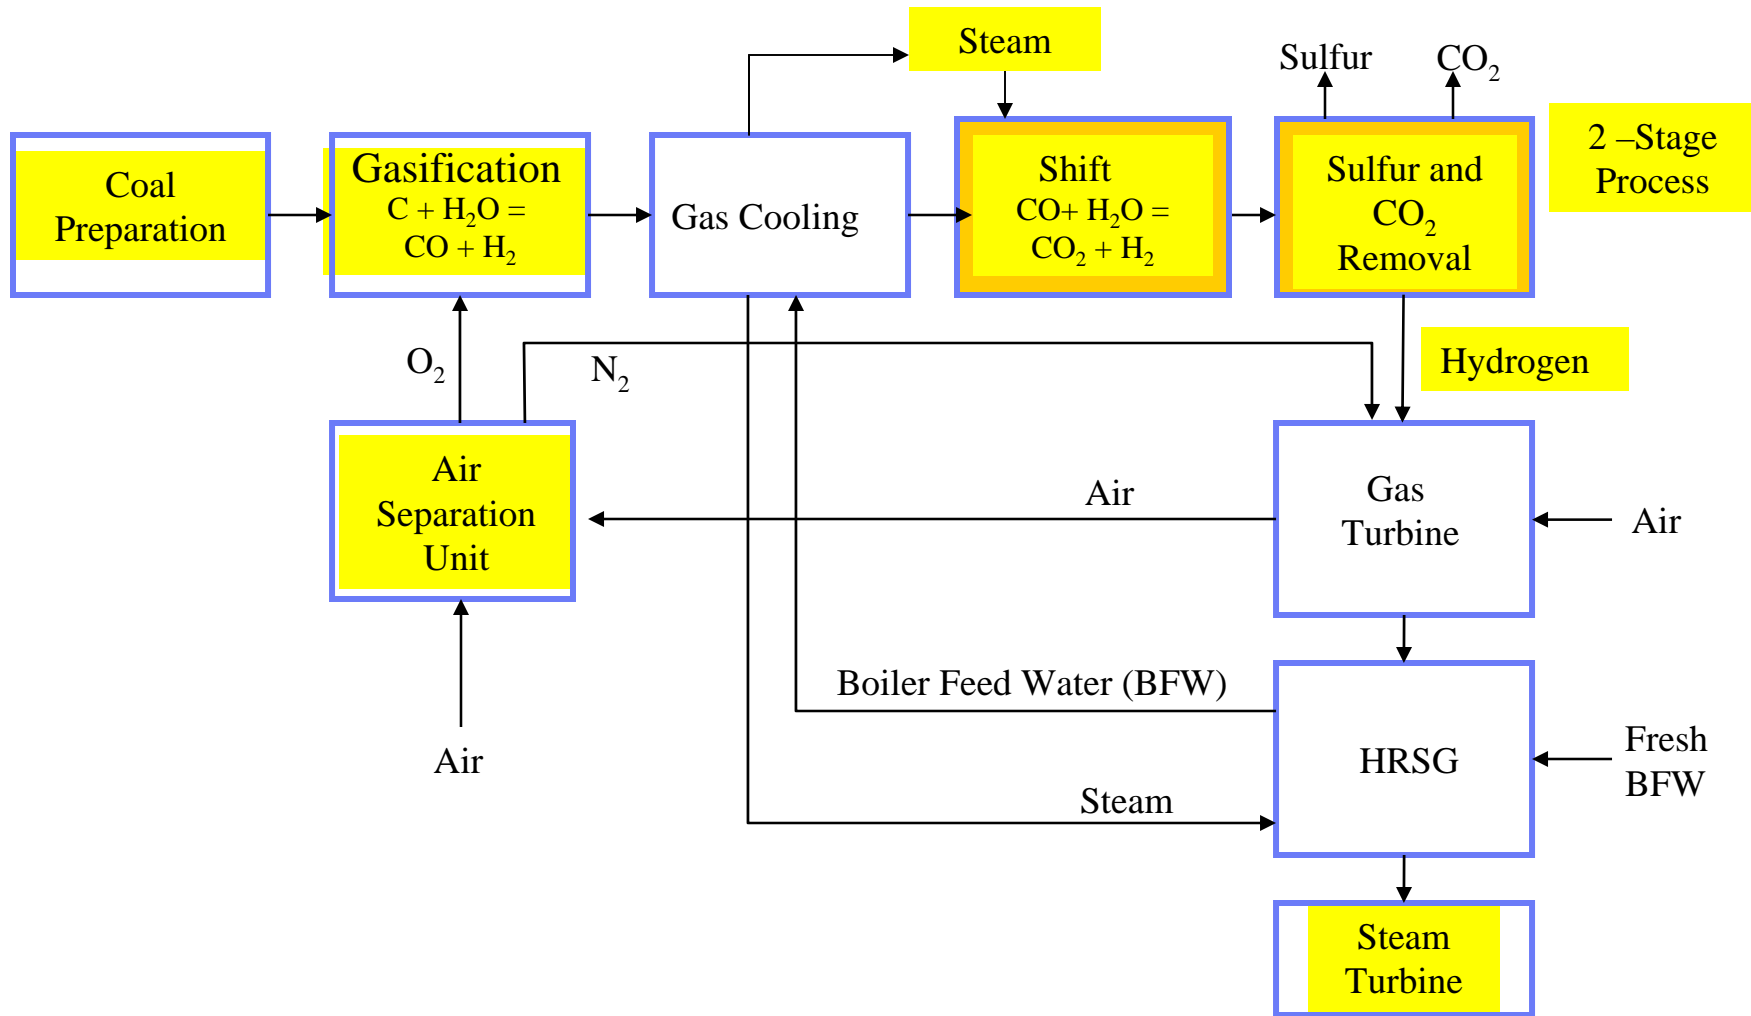 Steam
Sulfur
CO₂
2 –Stage
Process
Coal
Preparation
Gasification
C + H₂O =
CO + H₂
Gas Cooling
Shift
CO+ H₂O =
CO₂ + H₂
Sulfur and
CO₂
Removal
O₂
N₂
Hydrogen
Air
Separation
Unit
Air
Gas
Turbine
Air
Boiler Feed Water (BFW)
Air
HRSG
Fresh
BFW
Steam
Steam
Turbine